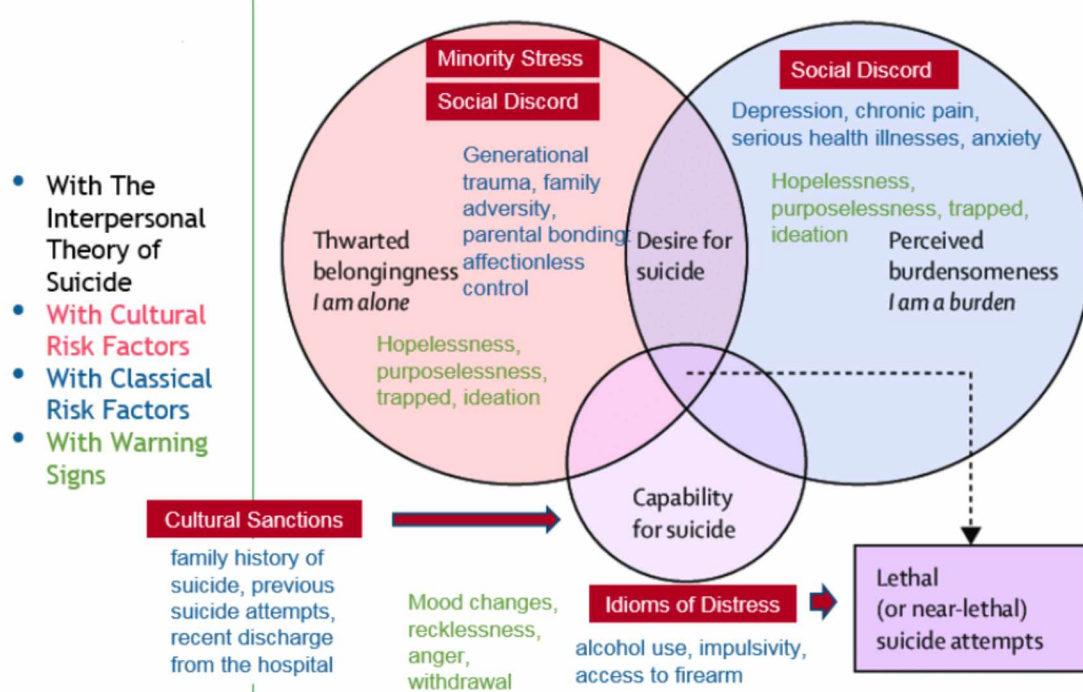 With The
Interpersonal
Theory of
Suicide
With Cultural
Risk Factors
With Classical
Risk Factors
With Warning
Signs
Minority Stress
Social Discord
Generational
trauma, family
adversity,
parental bonding:
affectionless
control
Thwarted
belongingness
I am alone
Hopelessness,
purposelessness,
trapped, ideation
Desire for
suicide
Social Discord
Depression, chronic pain,
serious health illnesses, anxiety
Hopelessness,
purposelessness, trapped,
ideation
Perceived
burdensomeness
I am a burden
Capability
for suicide
Cultural Sanctions
family history of
suicide, previous
suicide attempts,
recent discharge
from the hospital
Mood changes,
recklessness,
anger,
withdrawal
Idioms of Distress
alcohol use, impulsivity,
access to firearm
Lethal
(or near-lethal)
suicide attempts